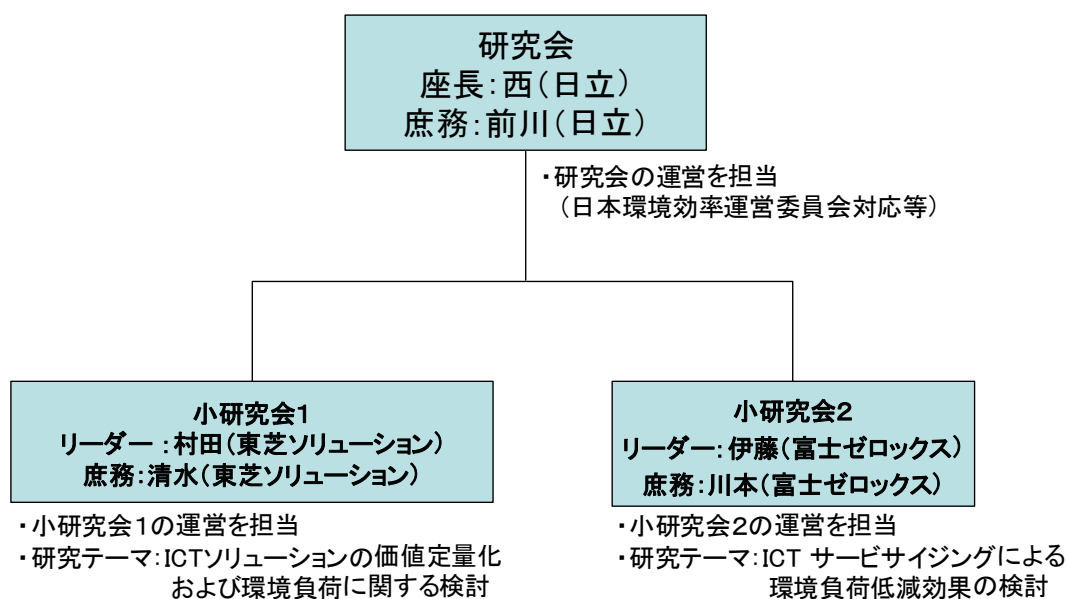 研究会
座長：西（日立）
庶務：前川（日立）
・研究会の運営を担当
（日本環境効率運営委員会対応等）
小研究会１
リーダー：村田（東芝ソリューション）
庶務：清水（東芝ソリューション）
・小研究会１の運営を担当
・研究テーマ：ICTソリューションの価値定量化
および環境負荷に関する検討
小研究会２
リーダー：伊藤（富士ゼロックス）
庶務：川本（富士ゼロックス）
・小研究会２の運営を担当
・研究テーマ：ICT サービサイジングによる
環境負荷低減効果の検討